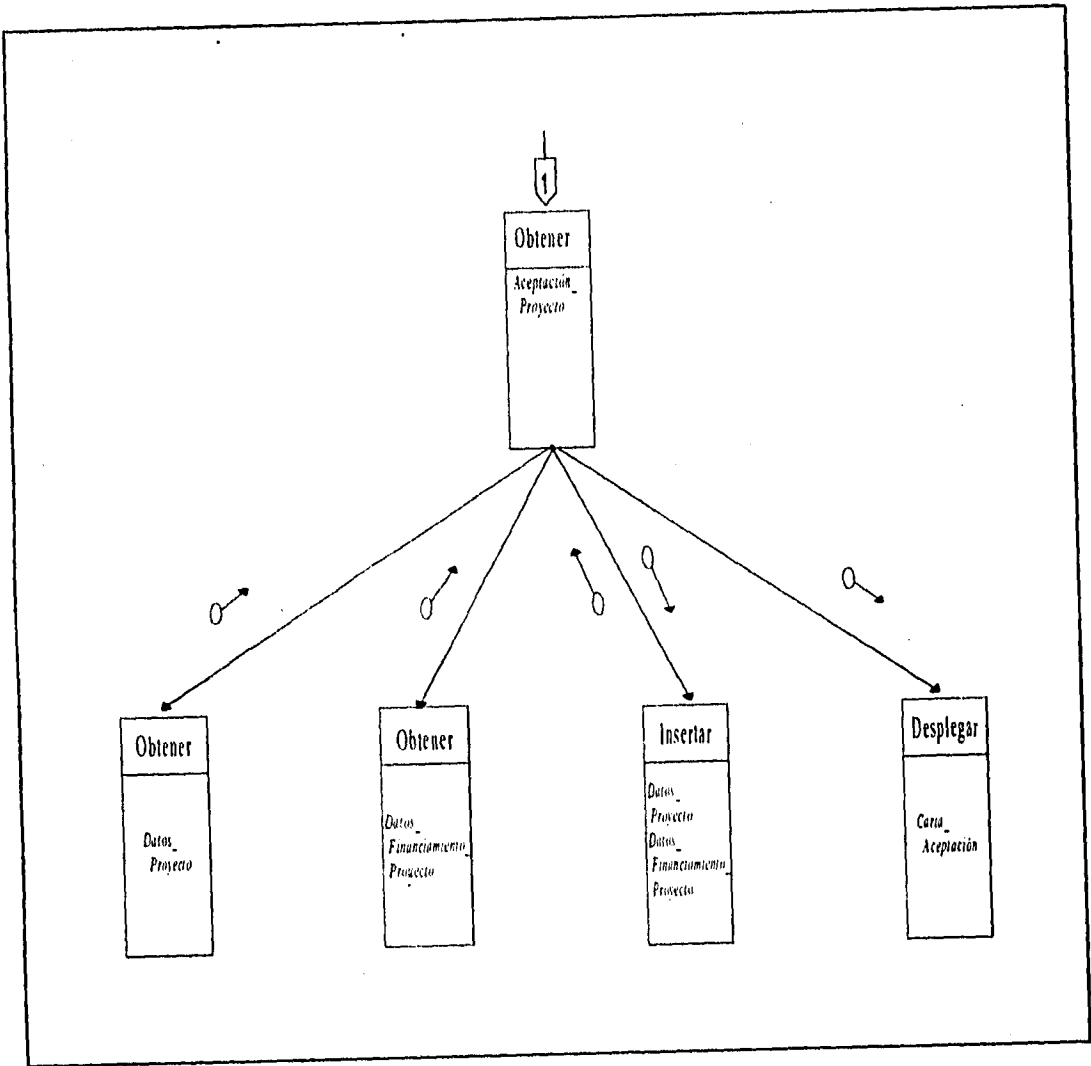 1
Obtener
Aceptación_
Proyecto
Obtener
Datos_
Proyecto
Obtener
Datos_
Financiamiento_
Proyecto
Insertar
Datos_
Proyecto
Datos_
Financiamiento_
Proyecto
Desplegar
Carta_
Aceptación